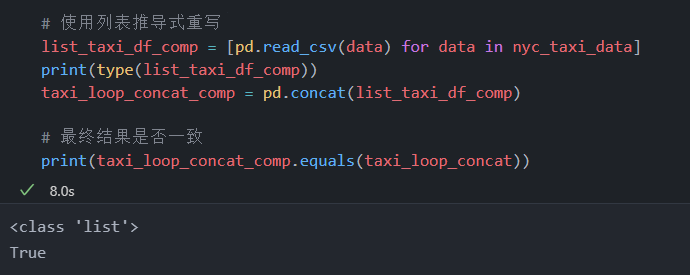 # 使用列表推导式重写
list_taxi_df_comp = [pd.read_csv(data) for data in nyc_taxi_data]
print(type(list_taxi_df_comp))
taxi_loop_concat_comp = pd.concat(list_taxi_df_comp)
# 最终结果是否一致
print(taxi_loop_concat_comp.equals(taxi_loop_concat))
8.0s
<class 'list'>
True